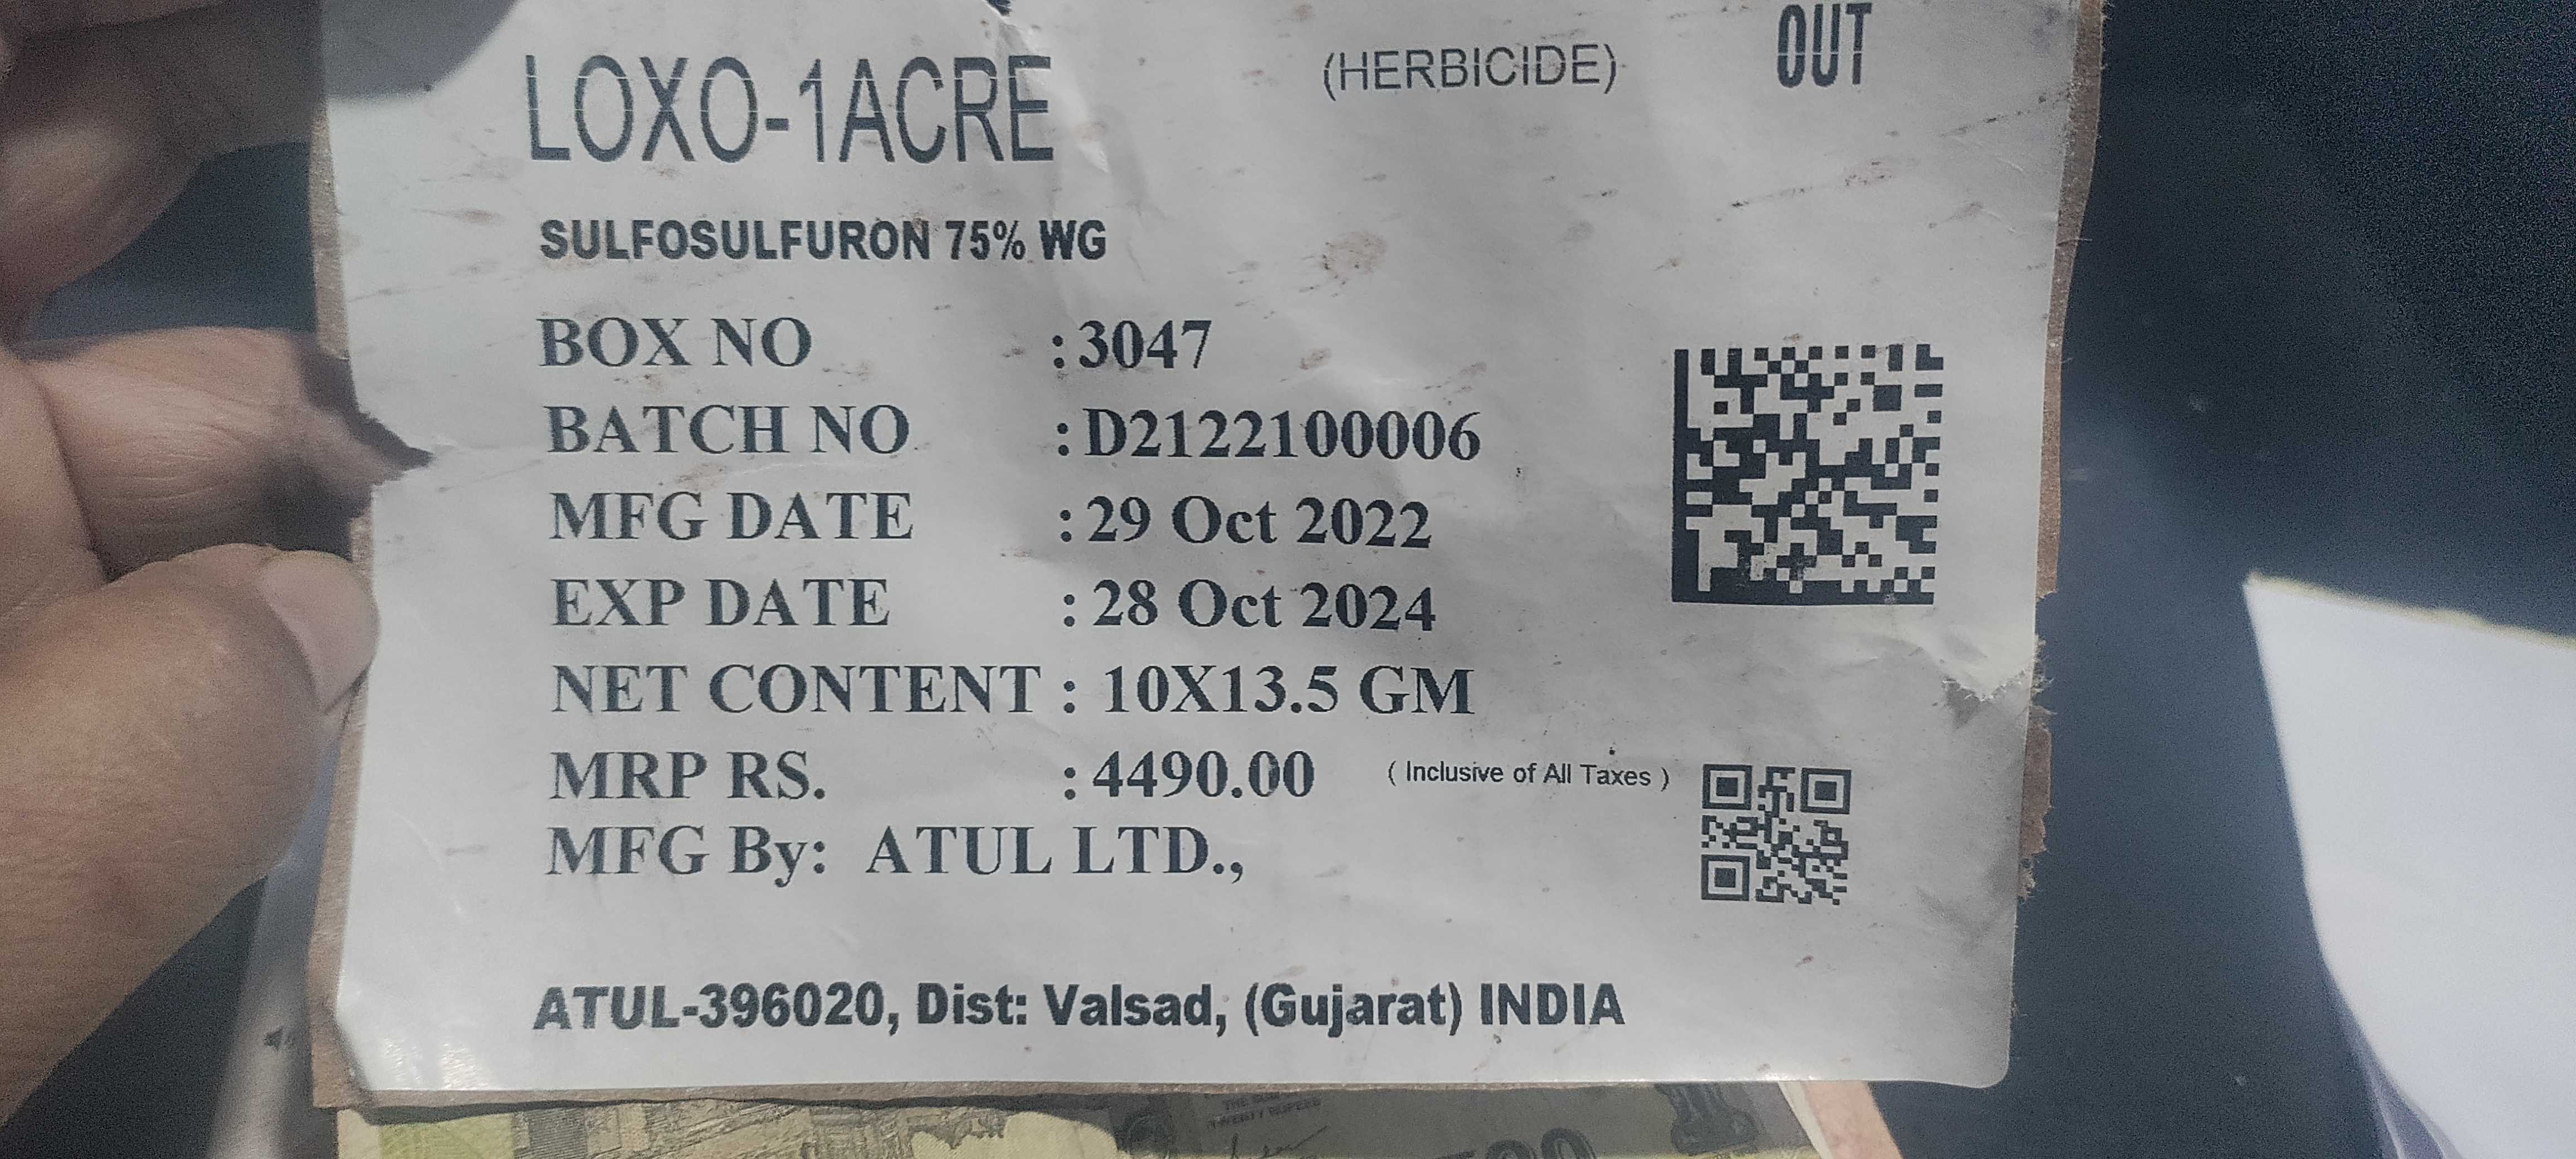 LOXO-1ACRE (HERBICIDE) OUT
SULFOSULFURON 75% WG
BOX NO : 3047
BATCH NO : D2122100006
MFG DATE : 29 Oct 2022
EXP DATE : 28 Oct 2024
NET CONTENT : 10X13.5 GM
MRP RS. : 4490.00 ( Inclusive of All Taxes )
MFG By: ATUL LTD.,
ATUL-396020, Dist: Valsad, (Gujarat) INDIA
TWENTY RUPEES